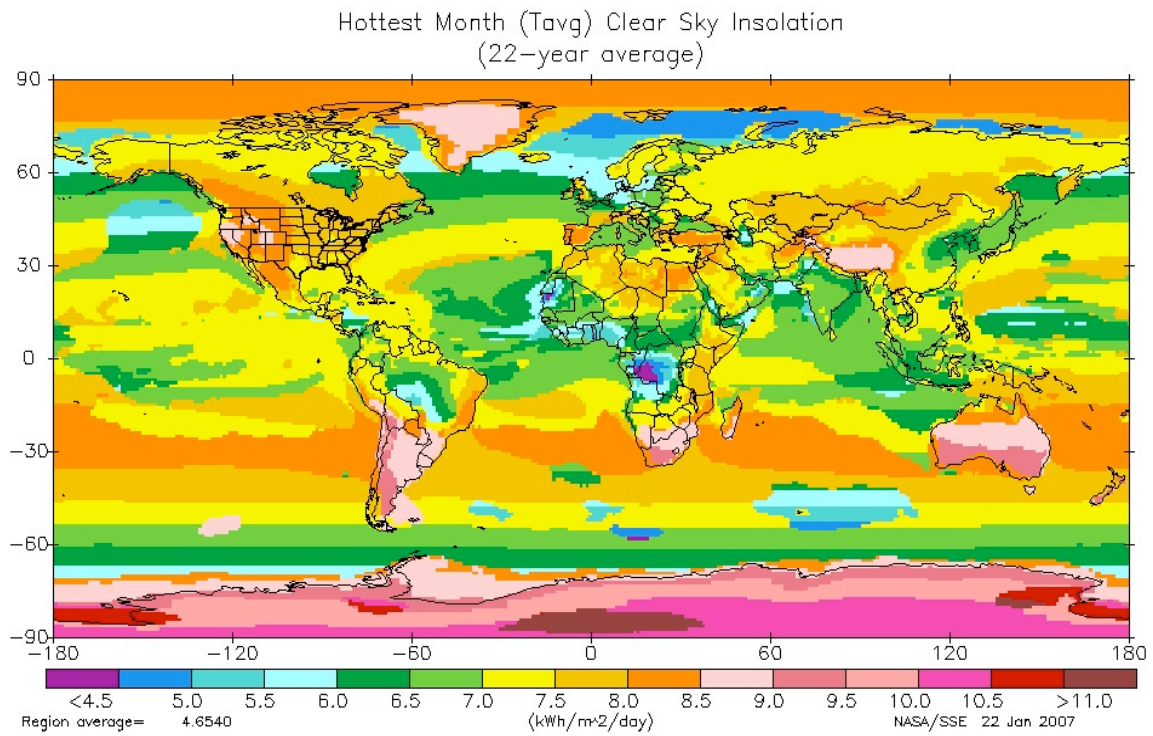 Hottest Month (Tavg) Clear Sky Insolation
(22-year average)
90
60
30
0
-30
-60
-90
-180 -120 -60 0 60 120 180
<4.5 5.0 5.5 6.0 6.5 7.0 7.5 8.0 8.5 9.0 9.5 10.0 10.5 >11.0
Region average= 4.6540 (kWh/m^2/day) NASA/SSE 22 Jan 2007